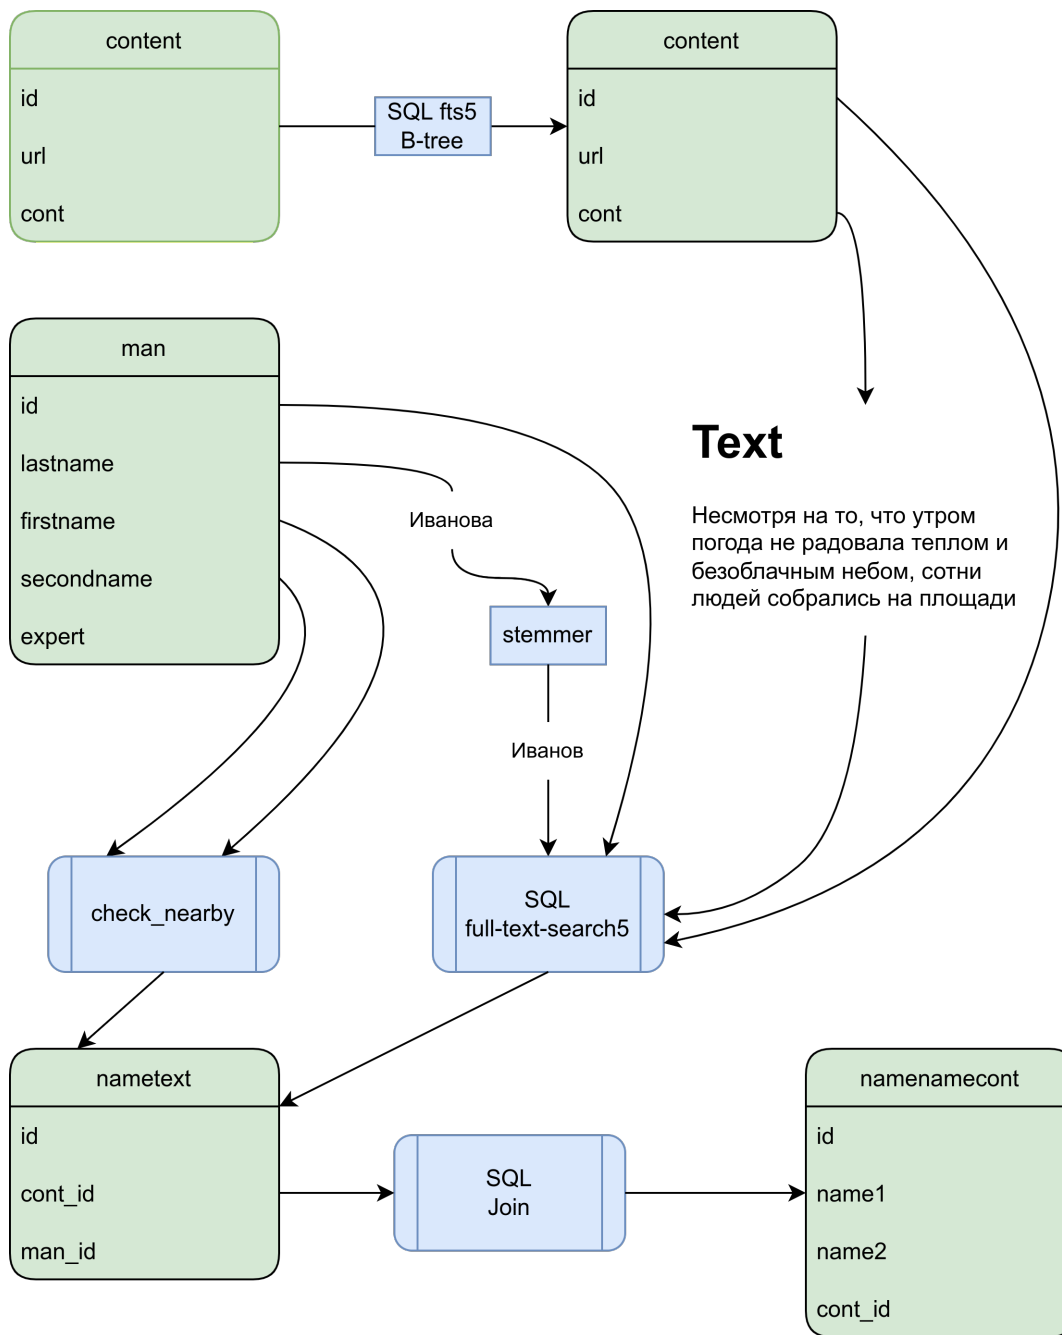 content
id
url
cont
SQL fts5
B-tree
content
id
url
cont
man
id
lastname
firstname
secondname
expert
Иванова
stemmer
Иванов
Text
Несмотря на то, что утром
погода не радовала теплом и
безоблачным небом, сотни
людей собрались на площади
check_nearby
SQL
full-text-search5
nametext
id
cont_id
man_id
SQL
Join
namenamecont
id
name1
name2
cont_id